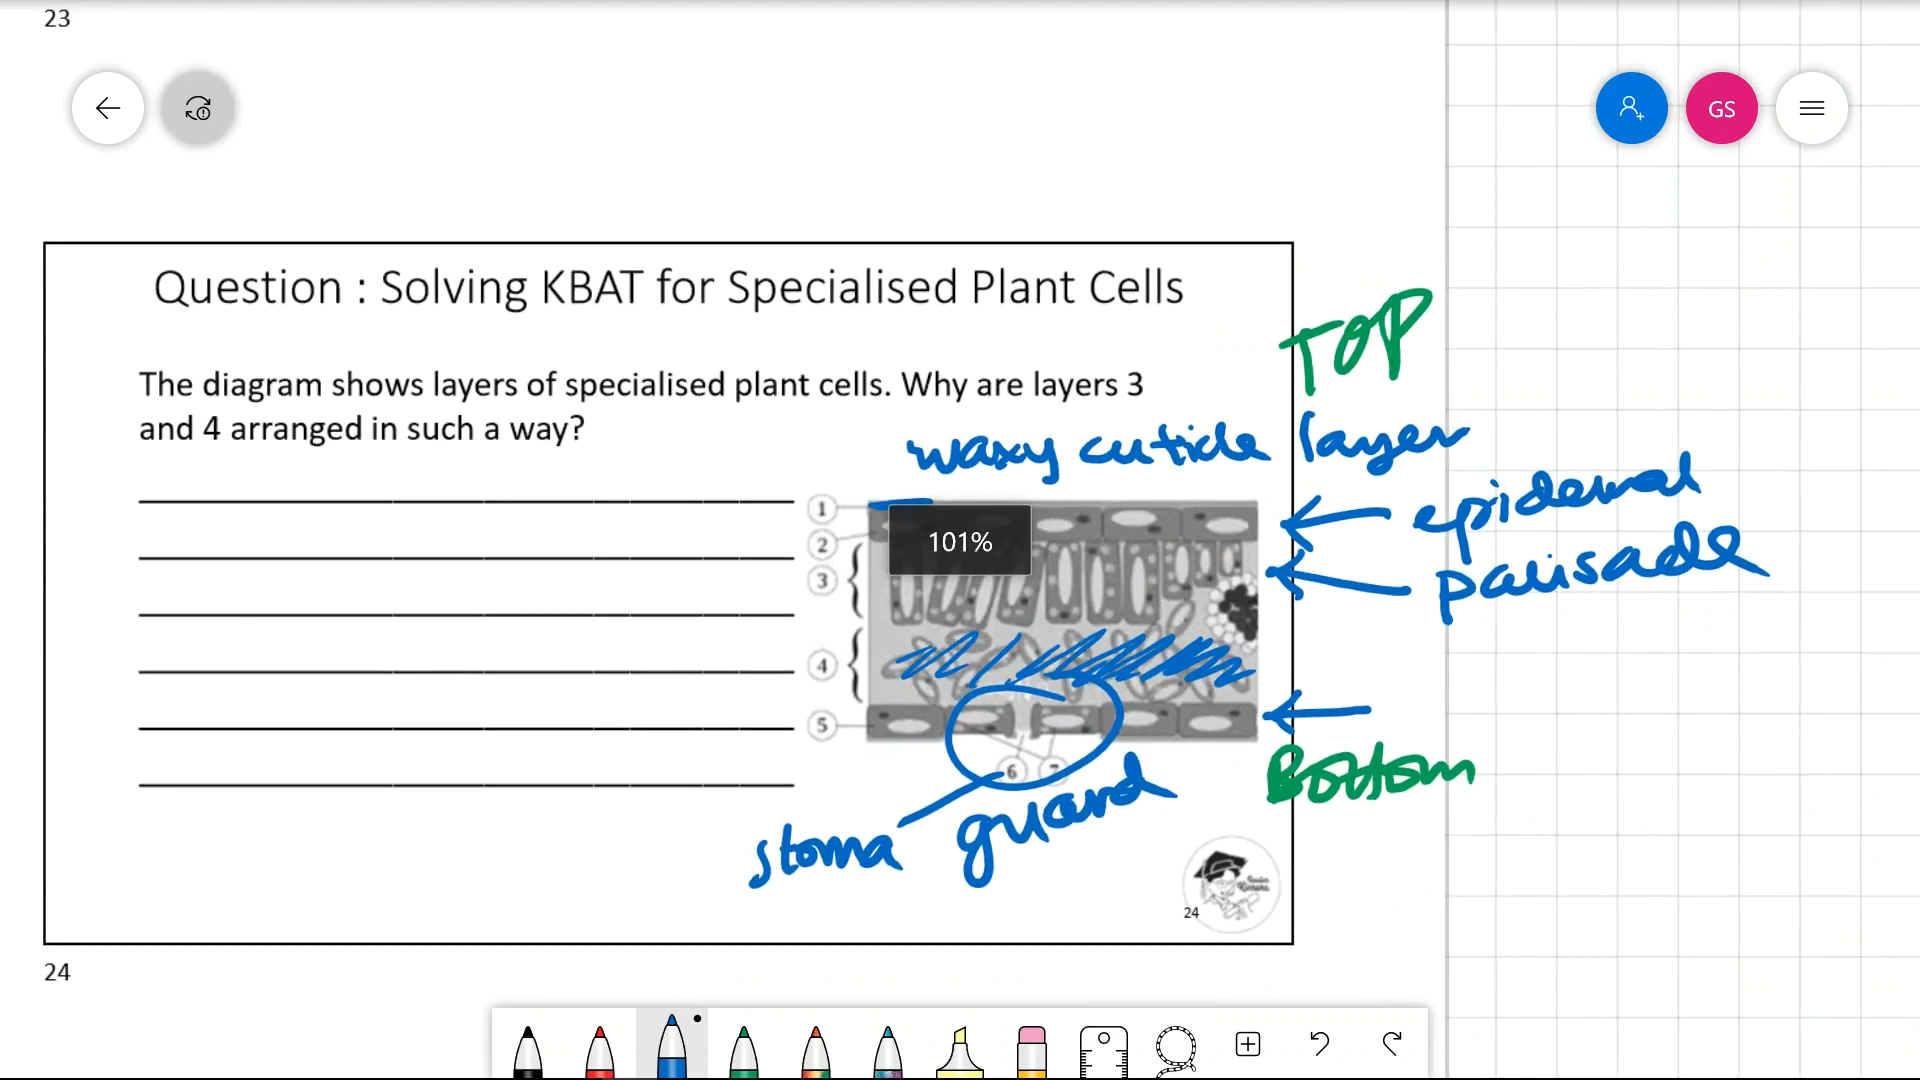 23
GS
Question : Solving KBAT for Specialised Plant Cells
TOP
The diagram shows layers of specialised plant cells. Why are layers 3
and 4 arranged in such a way?
waxy cuticle layer
epidermal
1
2
101%
palisade
3
4
5
6
7
Bottom
stoma guard
24
24